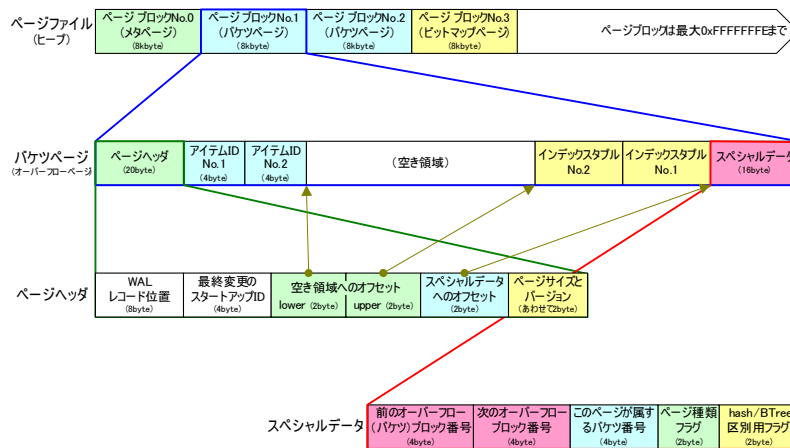 ページファイル
(ヒープ)
ページ ブロックNo.0
(メタページ)
(8kbyte)
ページ ブロックNo.1
(バケツページ)
(8kbyte)
ページ ブロックNo.2
(バケツページ)
(8kbyte)
ページ ブロックNo.3
(ビットマップページ)
(8kbyte)
ページブロックは最大0xFFFFFFFEまで
バケツページ
(オーバーフローページ)
ページヘッダ
(20byte)
アイテムID
No.1
(4byte)
アイテムID
No.2
(4byte)
(空き領域)
インデックスタプル
No.2
インデックスタプル
No.1
スペシャルデータ
(16byte)
ページヘッダ
WAL
レコード位置
(8byte)
最終変更の
スタートアップID
(4byte)
空き領域へのオフセット
lower (2byte)
upper (2byte)
スペシャルデータ
へのオフセット
(2byte)
ページサイズと
バージョン
(あわせて2byte)
スペシャルデータ
前のオーバーフロー
(バケツ)ブロック番号
(4byte)
次のオーバーフロー
ブロック番号
(4byte)
このページが属す
るバケツ番号
(4byte)
ページ種類
フラグ
(2byte)
hash/BTree
区別用フラグ
(2byte)